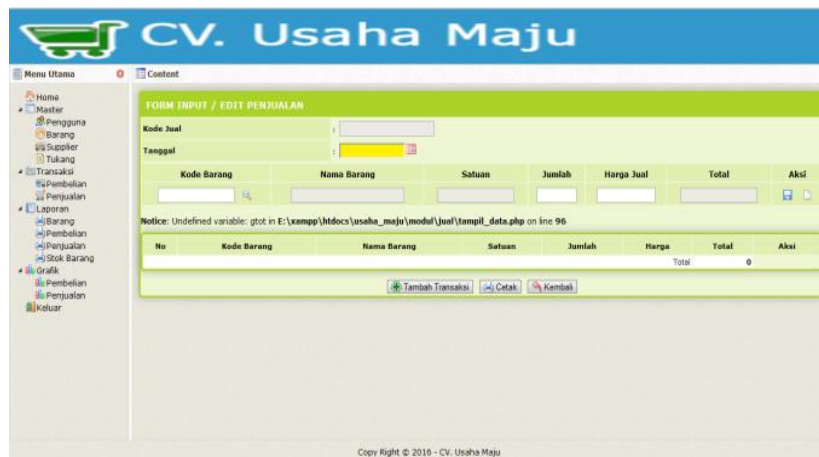 CV. Usaha Maju
Menu Utama
Content
Home
Master
Pengguna
Barang
Supplier
Tukang
Transaksi
Pembelian
Penjualan
Laporan
Barang
Pembelian
Penjualan
Stok Barang
Grafik
Pembelian
Penjualan
Keluar
FORM INPUT / EDIT PENJUALAN
Kode Jual :
Tanggal :
Kode Barang Nama Barang Satuan Jumlah Harga Jual Total Aksi
Notice: Undefined variable: gtot in E:\xampp\htdocs\usaha_maju\modul\jual\tampil_data.php on line 96
No Kode Barang Nama Barang Satuan Jumlah Harga Total Aksi
Total 0
Tambah Transaksi Cetak Kembali
Copy Right © 2016 - CV. Usaha Maju